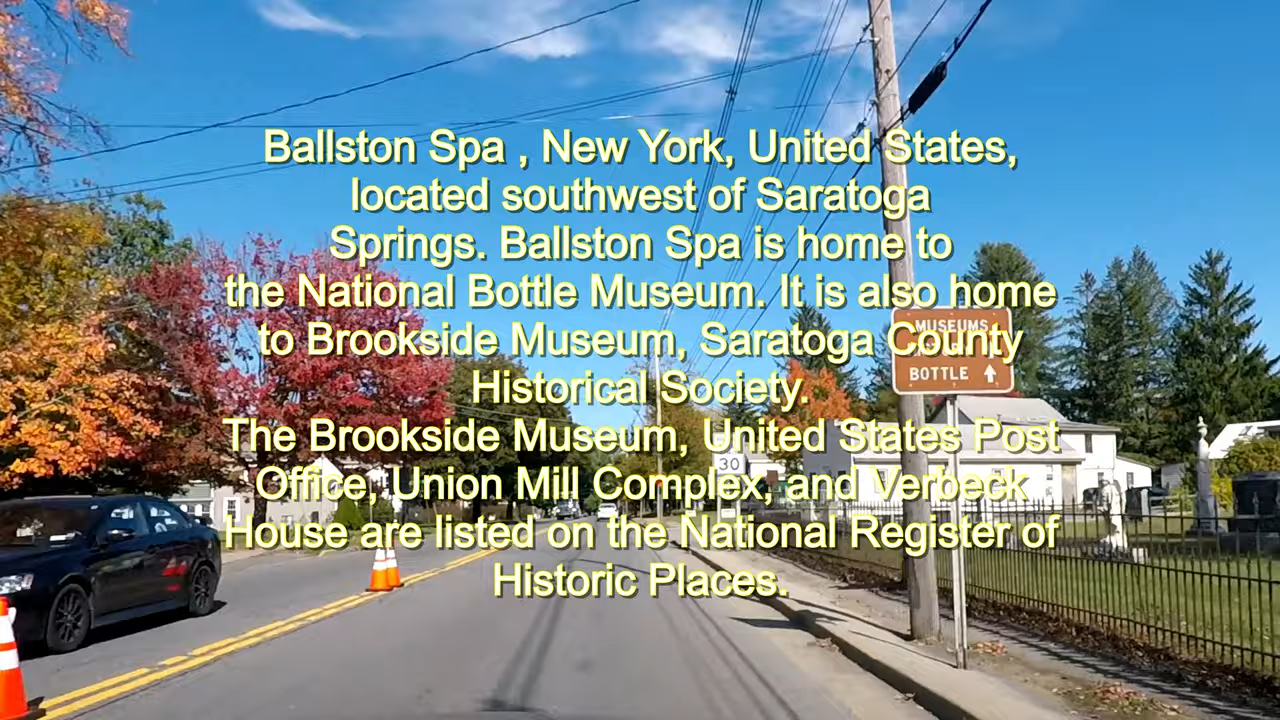 Ballston Spa , New York, United States,
located southwest of Saratoga
Springs. Ballston Spa is home to
the National Bottle Museum. It is also home
to Brookside Museum, Saratoga County
Historical Society.
The Brookside Museum, United States Post
Office, Union Mill Complex, and Verbeck
House are listed on the National Register of
Historic Places.
MUSEUMS
BOTTLE
30